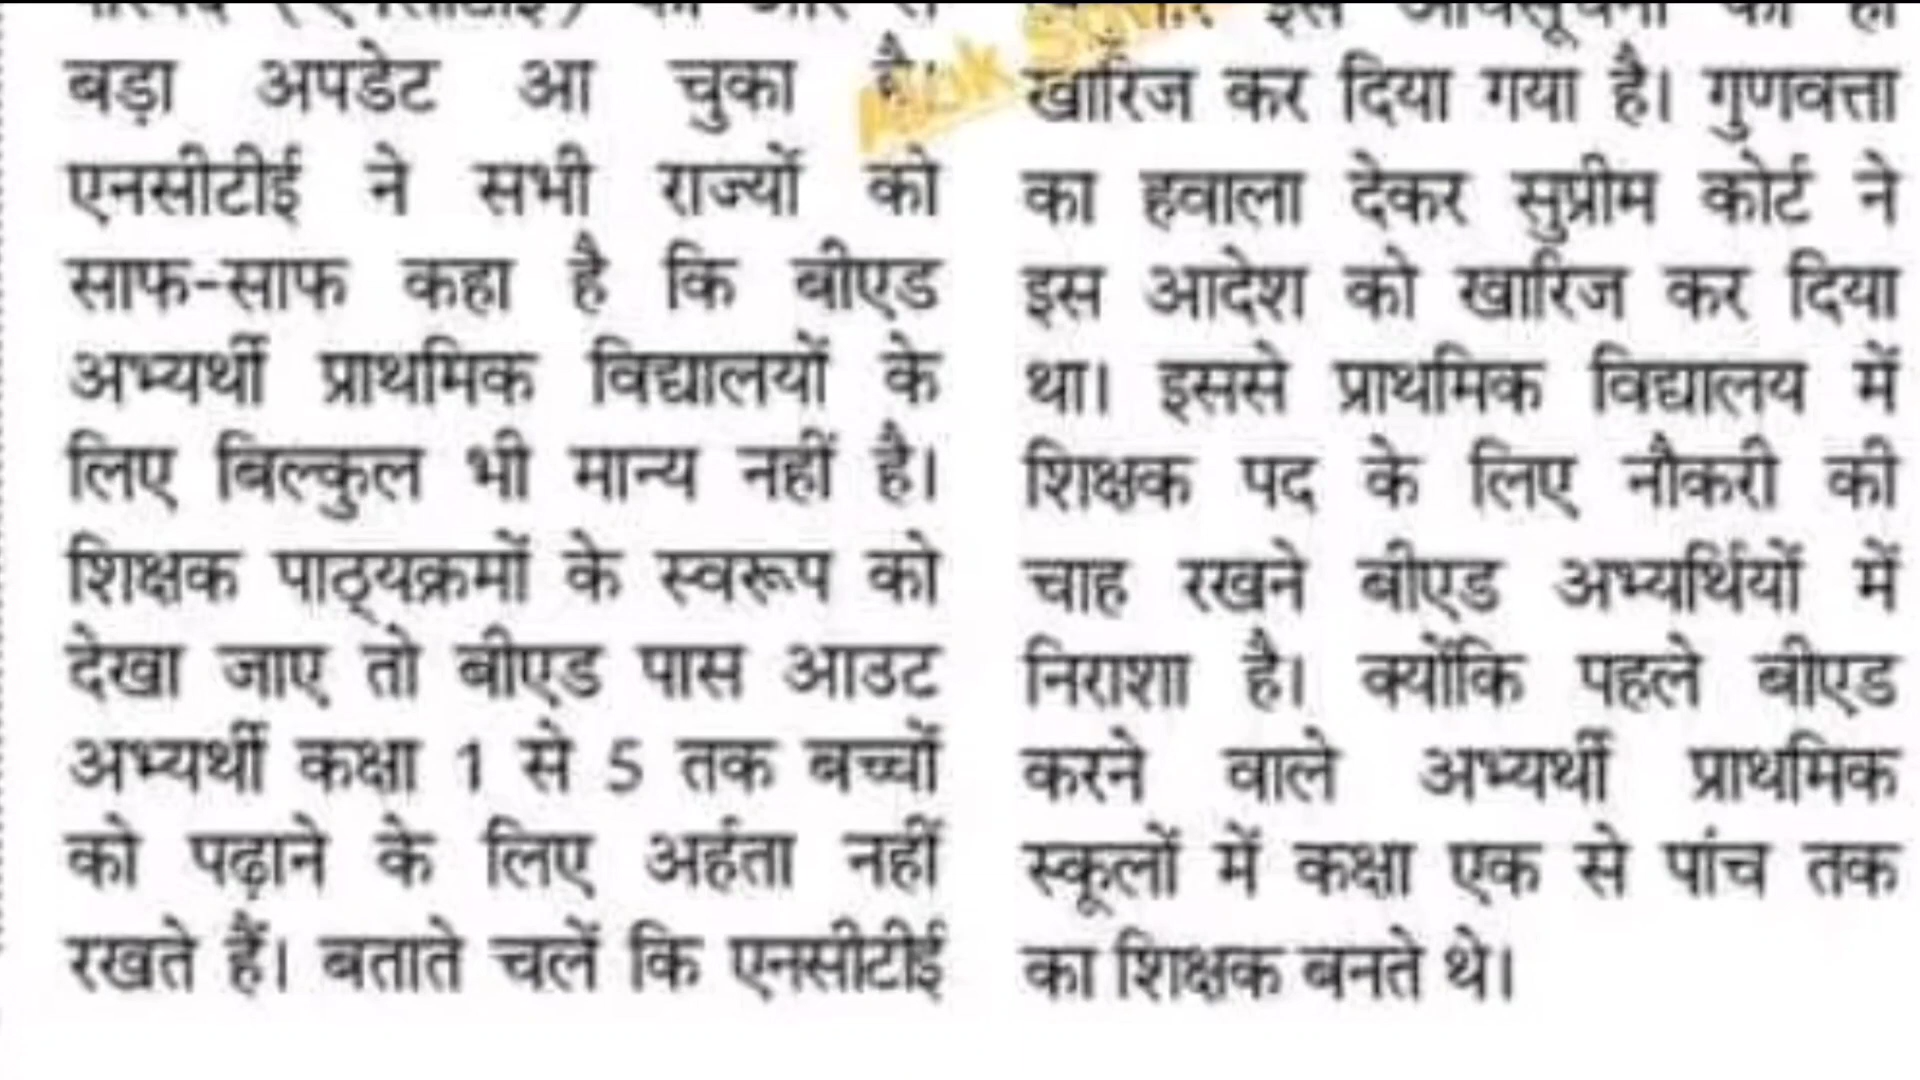 बड़ा अपडेट आ चुका है।
एनसीटीई ने सभी राज्यों को
साफ-साफ कहा है कि बीएड
अभ्यर्थी प्राथमिक विद्यालयों के
लिए बिल्कुल भी मान्य नहीं है।
शिक्षक पाठ्यक्रमों के स्वरूप को
देखा जाए तो बीएड पास आउट
अभ्यर्थी कक्षा 1 से 5 तक बच्चों
को पढ़ाने के लिए अर्हता नहीं
रखते हैं। बताते चलें कि एनसीटीई
खारिज कर दिया गया है। गुणवत्ता
का हवाला देकर सुप्रीम कोर्ट ने
इस आदेश को खारिज कर दिया
था। इससे प्राथमिक विद्यालय में
शिक्षक पद के लिए नौकरी की
चाह रखने बीएड अभ्यर्थियों में
निराशा है। क्योंकि पहले बीएड
करने वाले अभ्यर्थी प्राथमिक
स्कूलों में कक्षा एक से पांच तक
का शिक्षक बनते थे।